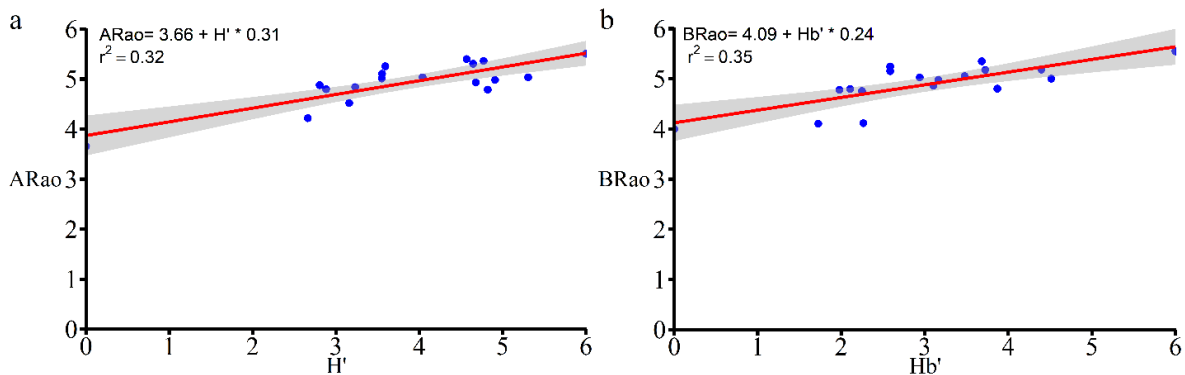 a
ARao= 3.66 + H' * 0.31
r² = 0.32
6
5
4
3
2
1
0
ARao
0 1 2 3 4 5 6
H'
b
BRao= 4.09 + Hb' * 0.24
r² = 0.35
6
5
4
3
2
1
0
BRao
0 1 2 3 4 5 6
Hb'